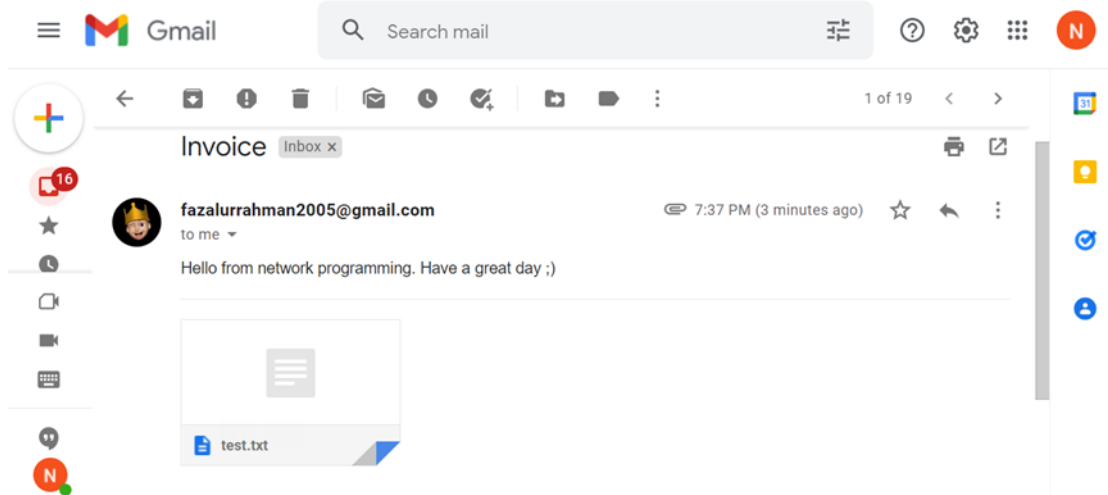 Gmail
Search mail
N
1 of 19
31
Invoice Inbox ×
16
fazalurrahman2005@gmail.com
7:37 PM (3 minutes ago)
to me
Hello from network programming. Have a great day ;)
test.txt
N